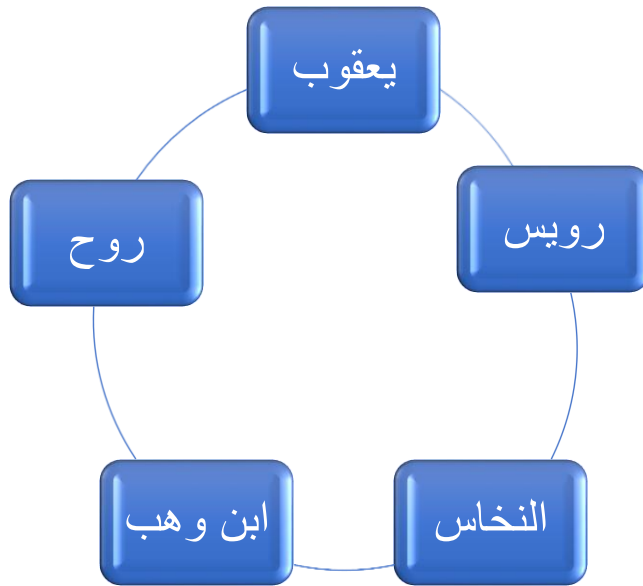 يعقوب
رويس
النخاس
ابن وهب
روح